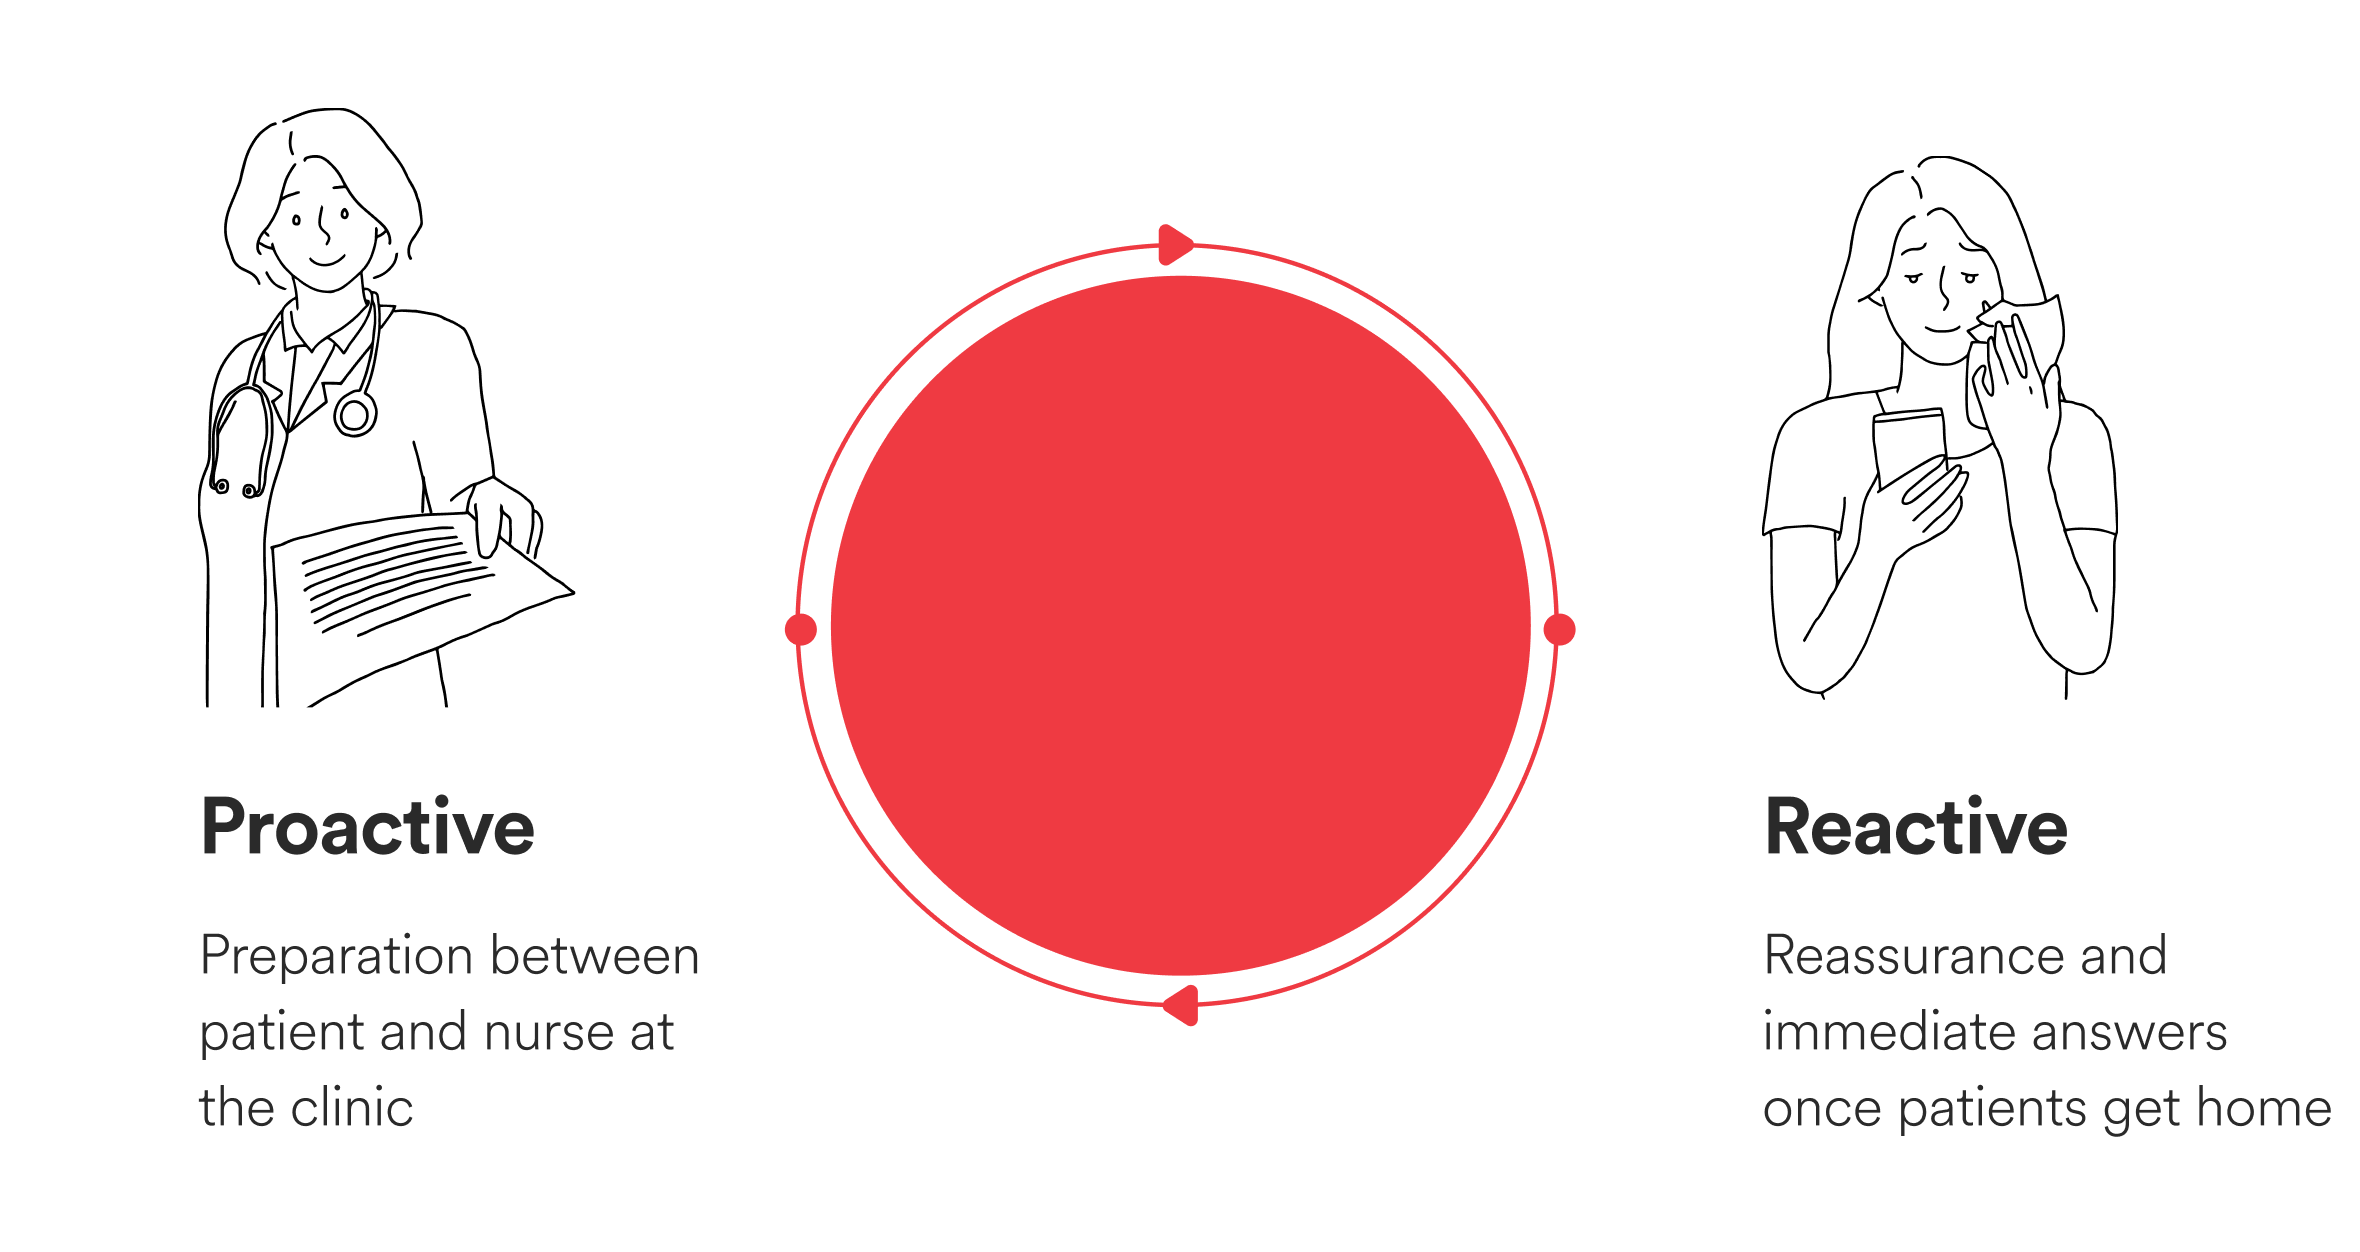 Proactive
Preparation between
patient and nurse at
the clinic
Reactive
Reassurance and
immediate answers
once patients get home